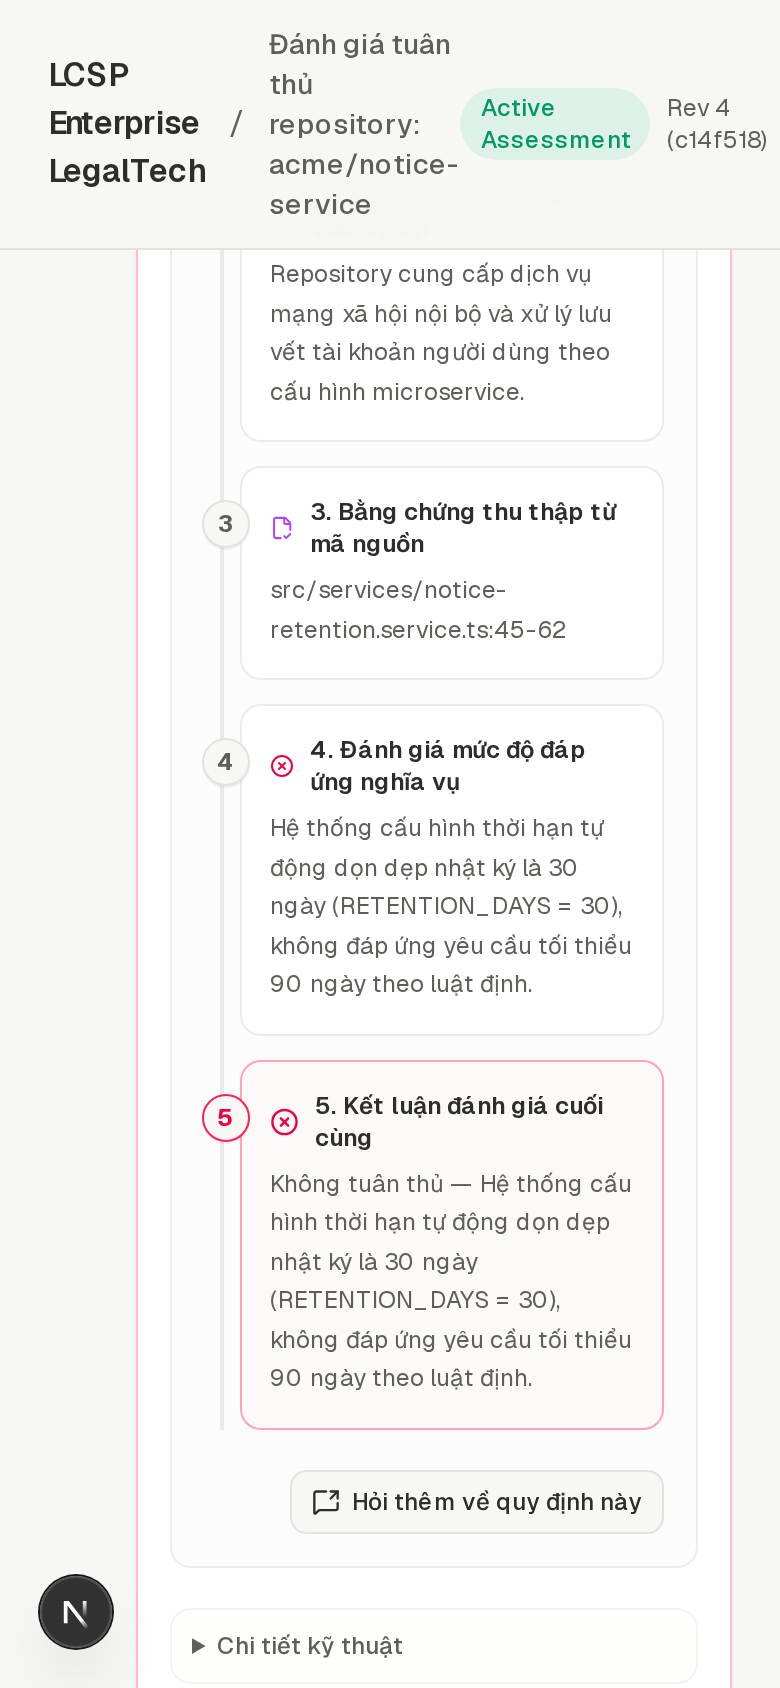 LCSP
Enterprise
LegalTech
/
Đánh giá tuân
thủ
repository:
acme/notice-
service
Active
Assessment
Rev 4
(c14f518)
Repository cung cấp dịch vụ
mạng xã hội nội bộ và xử lý lưu
vết tài khoản người dùng theo
cấu hình microservice.
3
3. Bằng chứng thu thập từ
mã nguồn
src/services/notice-
retention.service.ts:45-62
4
4. Đánh giá mức độ đáp
ứng nghĩa vụ
Hệ thống cấu hình thời hạn tự
động dọn dẹp nhật ký là 30
ngày (RETENTION_DAYS = 30),
không đáp ứng yêu cầu tối thiểu
90 ngày theo luật định.
5
5. Kết luận đánh giá cuối
cùng
Không tuân thủ — Hệ thống cấu
hình thời hạn tự động dọn dẹp
nhật ký là 30 ngày
(RETENTION_DAYS = 30),
không đáp ứng yêu cầu tối thiểu
90 ngày theo luật định.
Hỏi thêm về quy định này
N
▶ Chi tiết kỹ thuật